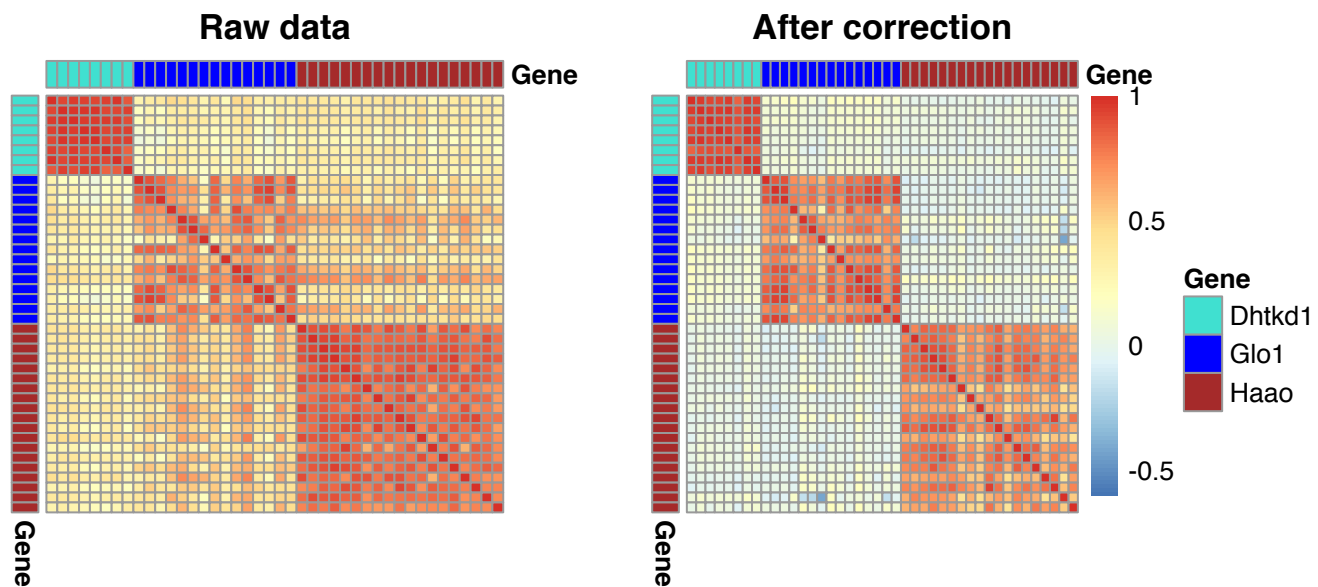 Raw data
After correction
Gene
Gene
1
0.5
0
-0.5
Gene
Dhtkd1
Glo1
Haao
Gene
Gene